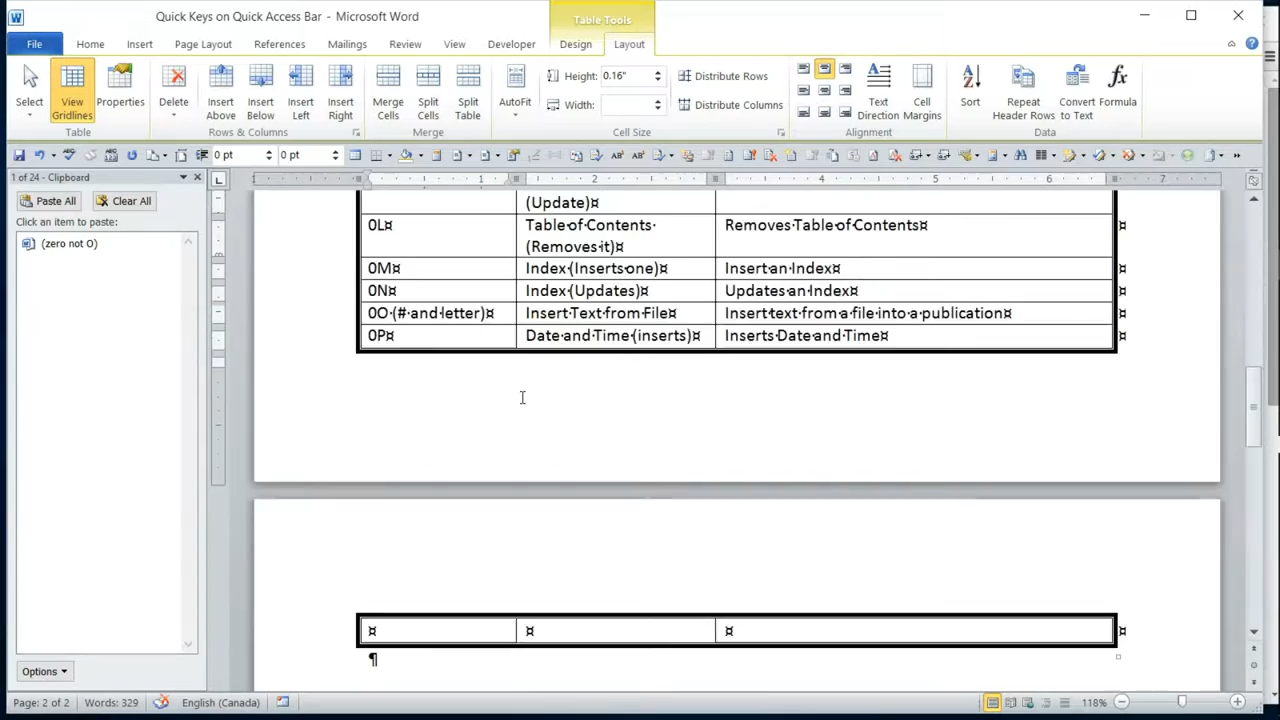 Quick Keys on Quick Access Bar - Microsoft Word
Table Tools
File Home Insert Page Layout References Mailings Review View Developer Design Layout
Select
View Gridlines
Properties
Delete
Insert Above
Insert Below
Insert Left
Insert Right
Merge Cells
Split Cells
Split Table
AutoFit
Height: 0.16"
Width:
Distribute Rows
Distribute Columns
Text Direction
Cell Margins
Sort
Repeat Header Rows
Convert to Text
Formula
Table Rows & Columns Merge Cell Size Alignment Data
0 pt 0 pt
1 of 24 - Clipboard
Paste All Clear All
Click an item to paste:
(zero not O)
Options
1 1 2 4 5 6 7
(Update)¤
0L¤ Table·of·Contents· Removes·Table·of·Contents¤ ¤
(Removes·it)¤
0M¤ Index·(Inserts·one)¤ Insert·an·Index¤ ¤
0N¤ Index·(Updates)¤ Updates·an·Index¤ ¤
0O·(#·and·letter)¤ Insert·Text·from·File¤ Insert·text·from·a·file·into·a·publication¤ ¤
0P¤ Date·and·Time·(inserts)¤ Inserts·Date·and·Time¤ ¤
¤ ¤ ¤ ¤
¶
Page: 2 of 2 Words: 329 English (Canada) 118%